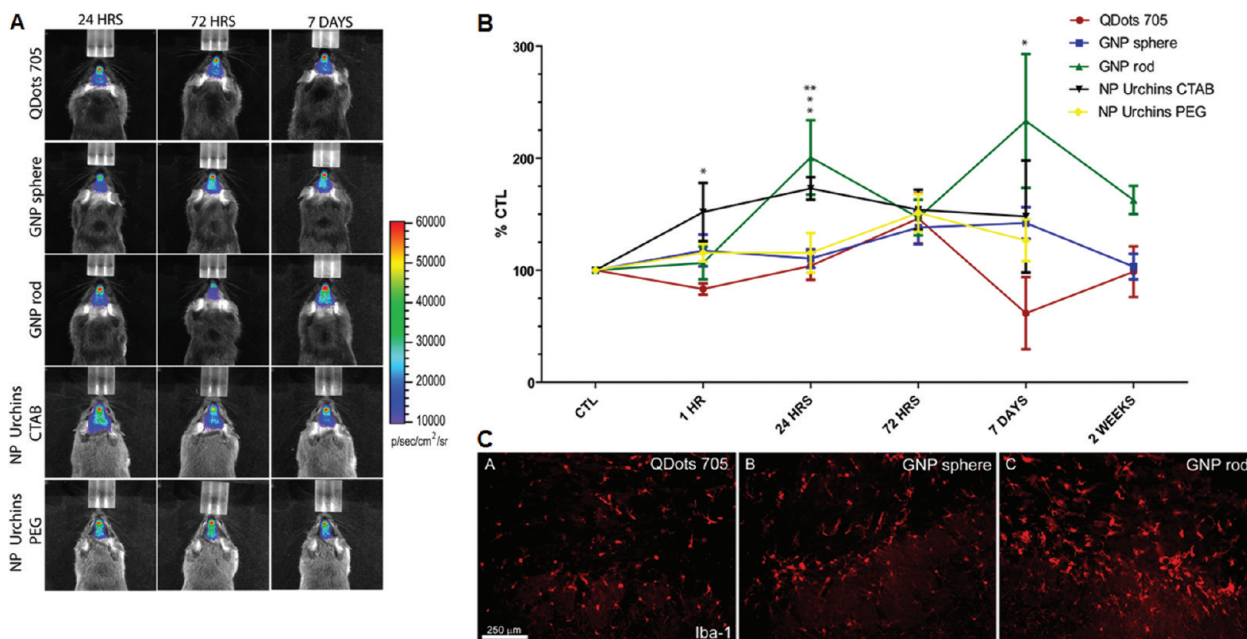 A
24 HRS
72 HRS
7 DAYS
QDots 705
GNP sphere
GNP rod
NP Urchins
CTAB
NP Urchins
PEG
60000
50000
40000
30000
20000
10000
p/sec/cm²/sr
B
% CTL
300
250
200
150
100
50
0
CTL
1 HR
24 HRS
72 HRS
7 DAYS
2 WEEKS
*
***
*
QDots 705
GNP sphere
GNP rod
NP Urchins CTAB
NP Urchins PEG
C
A
QDots 705
250 µm
Iba-1
B
GNP sphere
C
GNP rod